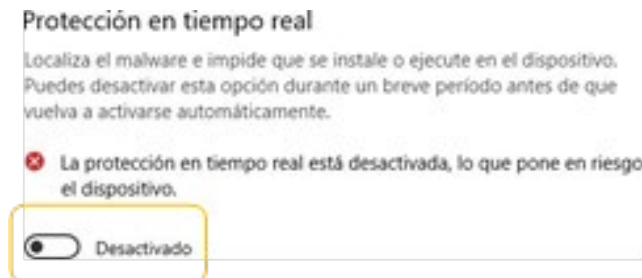 Protección en tiempo real
Localiza el malware e impide que se instale o ejecute en el dispositivo.
Puedes desactivar esta opción durante un breve período antes de que
vuelva a activarse automáticamente.
La protección en tiempo real está desactivada, lo que pone en riesgo
el dispositivo.
Desactivado